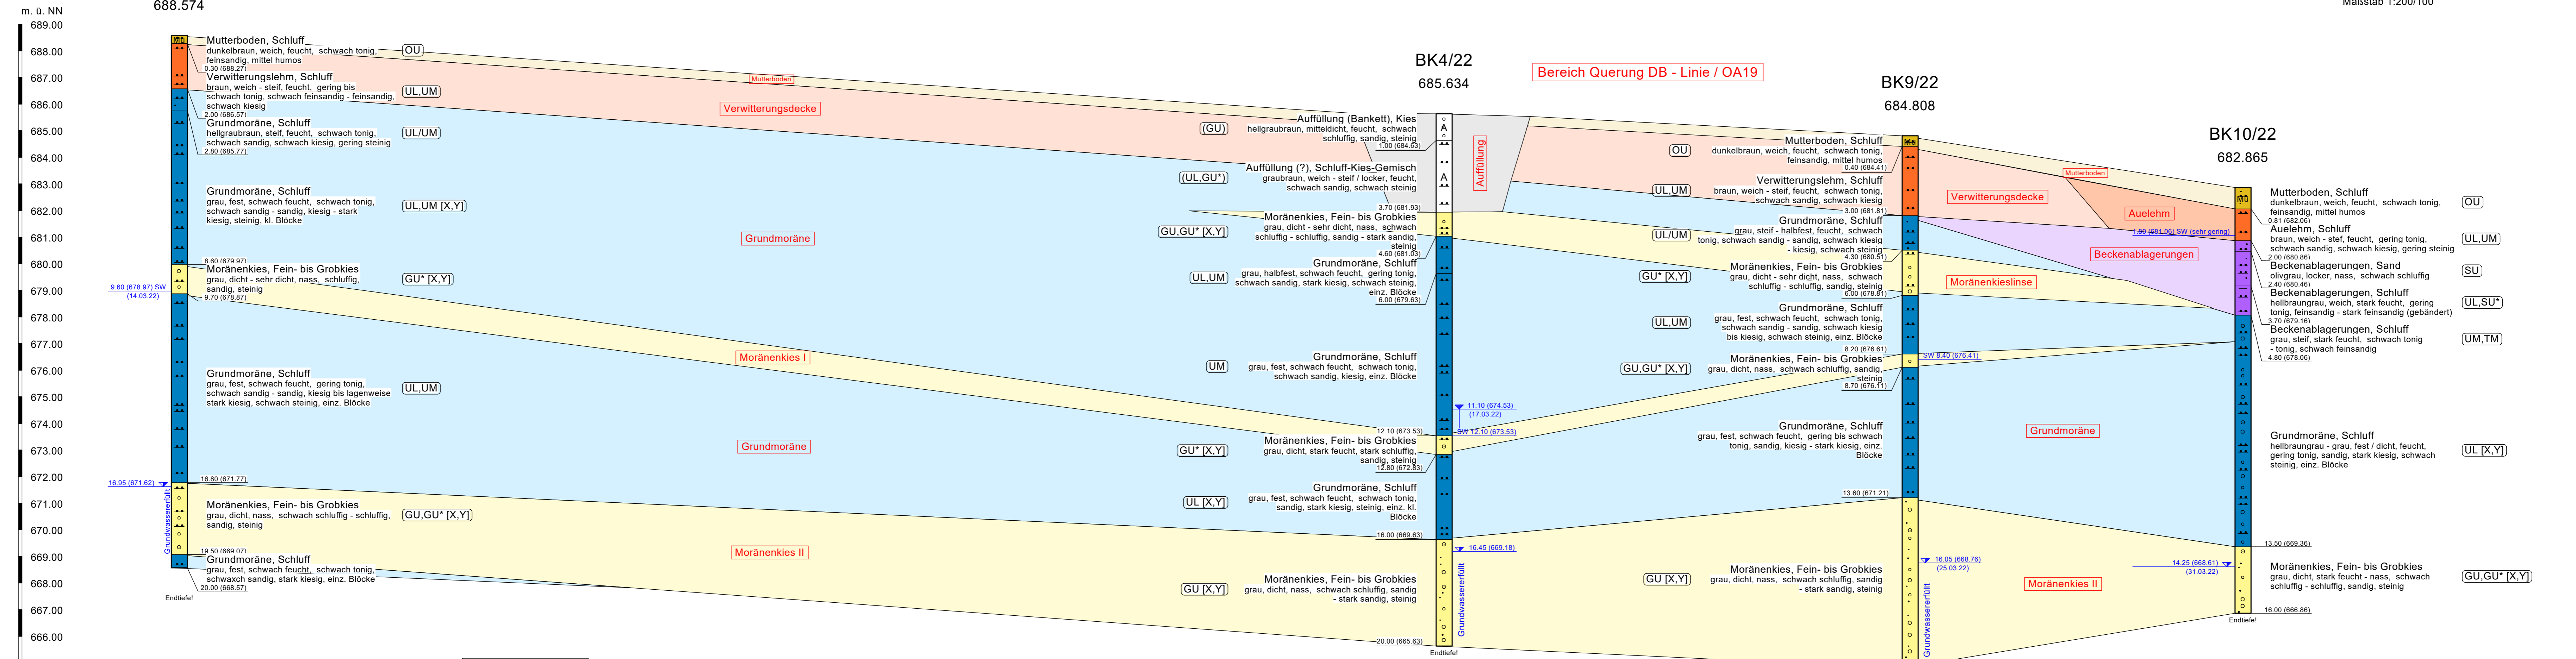 m. ü. NN
689.00
688.00
687.00
686.00
685.00
684.00
683.00
682.00
681.00
680.00
679.00
678.00
677.00
676.00
675.00
674.00
673.00
672.00
671.00
670.00
669.00
668.00
667.00
666.00
688.574
Mutterboden, Schluff
dunkelbraun, weich, feucht, schwach tonig,
feinsandig, mittel humos
OU
0.30 (688.27)
Verwitterungslehm, Schluff
braun, weich - steif, feucht, gering bis
schwach tonig, schwach feinsandig - feinsandig,
schwach kiesig
UL,UM
2.00 (686.57)
Grundmoräne, Schluff
hellgraubraun, steif, feucht, schwach tonig,
schwach sandig, schwach kiesig, gering steinig
UL/UM
2.80 (685.77)
Grundmoräne, Schluff
grau, fest, schwach feucht, schwach tonig,
schwach sandig - sandig, kiesig - stark
kiesig, steinig, kl. Blöcke
UL,UM [X,Y]
8.60 (679.97)
Moränenkies, Fein- bis Grobkies
grau, dicht - sehr dicht, nass, schluffig,
sandig, steinig
GU* [X,Y]
9.60 (678.97) SW
(14.03.22)
9.70 (678.87)
Grundmoräne, Schluff
grau, fest, schwach feucht, gering tonig,
schwach sandig - sandig, kiesig bis lagenweise
stark kiesig, schwach steinig, einz. Blöcke
UL,UM
16.80 (671.77)
16.95 (671.62)
Grundwassererfüllt
Moränenkies, Fein- bis Grobkies
grau, dicht, nass, schwach schluffig - schluffig,
sandig, steinig
GU,GU* [X,Y]
19.50 (669.07)
Grundmoräne, Schluff
grau, fest, schwach feucht, schwach tonig,
schwaxch sandig, stark kiesig, einz. Blöcke
20.00 (668.57)
Endtiefe!
Mutterboden
Verwitterungsdecke
Grundmoräne
Moränenkies I
Grundmoräne
Moränenkies II
BK4/22
685.634
Auffüllung (Bankett), Kies
hellgraubraun, mitteldicht, feucht, schwach
schluffig, sandig, steinig
(GU)
1.00 (684.63)
A
Auffüllung (?), Schluff-Kies-Gemisch
graubraun, weich - steif / locker, feucht,
schwach sandig, schwach steinig
(UL,GU*)
A
3.70 (681.93)
Moränenkies, Fein- bis Grobkies
grau, dicht - sehr dicht, nass, schwach
schluffig - schluffig, sandig - stark sandig,
steinig
GU,GU* [X,Y]
4.60 (681.03)
Grundmoräne, Schluff
grau, halbfest, schwach feucht, gering tonig,
schwach sandig, stark kiesig, schwach steinig,
einz. Blöcke
UL,UM
6.00 (679.63)
Grundmoräne, Schluff
grau, fest, schwach feucht, schwach tonig,
schwach sandig, kiesig, einz. Blöcke
UM
11.10 (674.53)
(17.03.22)
12.10 (673.53)
SW 12.10 (673.53)
Moränenkies, Fein- bis Grobkies
grau, dicht, stark feucht, stark schluffig,
sandig, steinig
GU* [X,Y]
12.80 (672.83)
Grundmoräne, Schluff
grau, fest, schwach feucht, schwach tonig,
sandig, stark kiesig, steinig, einz. kl.
Blöcke
UL [X,Y]
16.00 (669.63)
16.45 (669.18)
Grundwassererfüllt
Moränenkies, Fein- bis Grobkies
grau, dicht, nass, schwach schluffig, sandig
- stark sandig, steinig
GU [X,Y]
20.00 (665.63)
Endtiefe!
Auffüllung
Bereich Querung DB - Linie / OA19
BK9/22
684.808
Mutterboden, Schluff
dunkelbraun, weich, feucht, schwach tonig,
feinsandig, mittel humos
OU
Mu
0.40 (684.41)
Verwitterungslehm, Schluff
braun, weich - steif, feucht, schwach tonig,
schwach sandig, schwach kiesig
UL,UM
3.00 (681.81)
Grundmoräne, Schluff
grau, steif - halbfest, feucht, schwach
tonig, schwach sandig - sandig, schwach kiesig
- kiesig, schwach steinig
UL/UM
4.30 (680.51)
Moränenkies, Fein- bis Grobkies
grau, dicht - sehr dicht, nass, schwach
schluffig - schluffig, sandig, steinig
GU* [X,Y]
6.00 (678.81)
Grundmoräne, Schluff
grau, fest, schwach feucht, schwach tonig,
schwach sandig - sandig, schwach kiesig
bis kiesig, schwach steinig, einz. Blöcke
UL,UM
8.20 (676.61)
SW 8.40 (676.41)
Moränenkies, Fein- bis Grobkies
grau, dicht, nass, schwach schluffig, sandig,
steinig
GU,GU* [X,Y]
8.70 (676.11)
Grundmoräne, Schluff
grau, fest, schwach feucht, gering bis schwach
tonig, sandig, kiesig - stark kiesig, einz.
Blöcke
13.60 (671.21)
Moränenkies, Fein- bis Grobkies
grau, dicht, nass, schwach schluffig, sandig
- stark sandig, steinig
GU [X,Y]
16.05 (668.76)
(25.03.22)
Grundwassererfüllt
Mutterboden
Verwitterungsdecke
Auelehm
Beckenablagerungen
Moränenkieslinse
Grundmoräne
Moränenkies II
BK10/22
682.865
Mutterboden, Schluff
dunkelbraun, weich, feucht, schwach tonig,
feinsandig, mittel humos
OU
Mu
0.81 (682.06)
Auelehm, Schluff
braun, weich - stef, feucht, gering tonig,
schwach sandig, schwach kiesig, gering steinig
UL,UM
1.80 (681.06) SW (sehr gering)
2.00 (680.86)
Beckenablagerungen, Sand
olivgrau, locker, nass, schwach schluffig
SU
2.40 (680.46)
Beckenablagerungen, Schluff
hellbraungrau, weich, stark feucht, gering
tonig, feinsandig - stark feinsandig (gebändert)
UL,SU*
3.70 (679.16)
Beckenablagerungen, Schluff
grau, steif, stark feucht, schwach tonig
- tonig, schwach feinsandig
UM,TM
4.80 (678.06)
Grundmoräne, Schluff
hellbraungrau - grau, fest / dicht, feucht,
gering tonig, sandig, stark kiesig, schwach
steinig, einz. Blöcke
UL [X,Y]
13.50 (669.36)
14.25 (668.61)
(31.03.22)
Moränenkies, Fein- bis Grobkies
grau, dicht, stark feucht - nass, schwach
schluffig - schluffig, sandig, steinig
GU,GU* [X,Y]
16.00 (666.86)
Endtiefe!
Maßstab 1:200/100